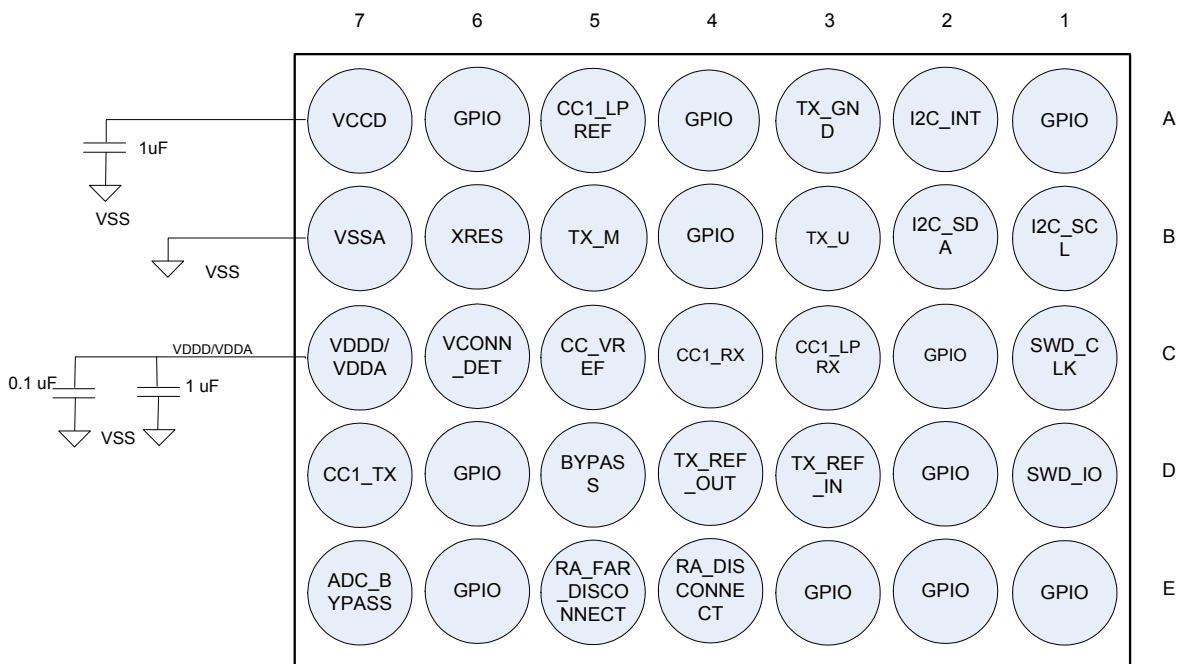 7 6 5 4 3 2 1
VCCD
GPIO
CC1_LP
REF
GPIO
TX_GN
D
I2C_INT
GPIO
A
1uF
VSS
VSSA
XRES
TX_M
GPIO
TX_U
I2C_SD
A
I2C_SC
L
B
VSS
VDDD/VDDA
VDDD/
VDDA
VCONN
_DET
CC_VR
EF
CC1_RX
CC1_LP
RX
GPIO
SWD_C
LK
C
0.1 uF
1 uF
VSS
CC1_TX
GPIO
BYPAS
S
TX_REF
_OUT
TX_REF
_IN
GPIO
SWD_IO
D
ADC_B
YPASS
GPIO
RA_FAR
_DISCO
NNECT
RA_DIS
CONNE
CT
GPIO
GPIO
GPIO
E